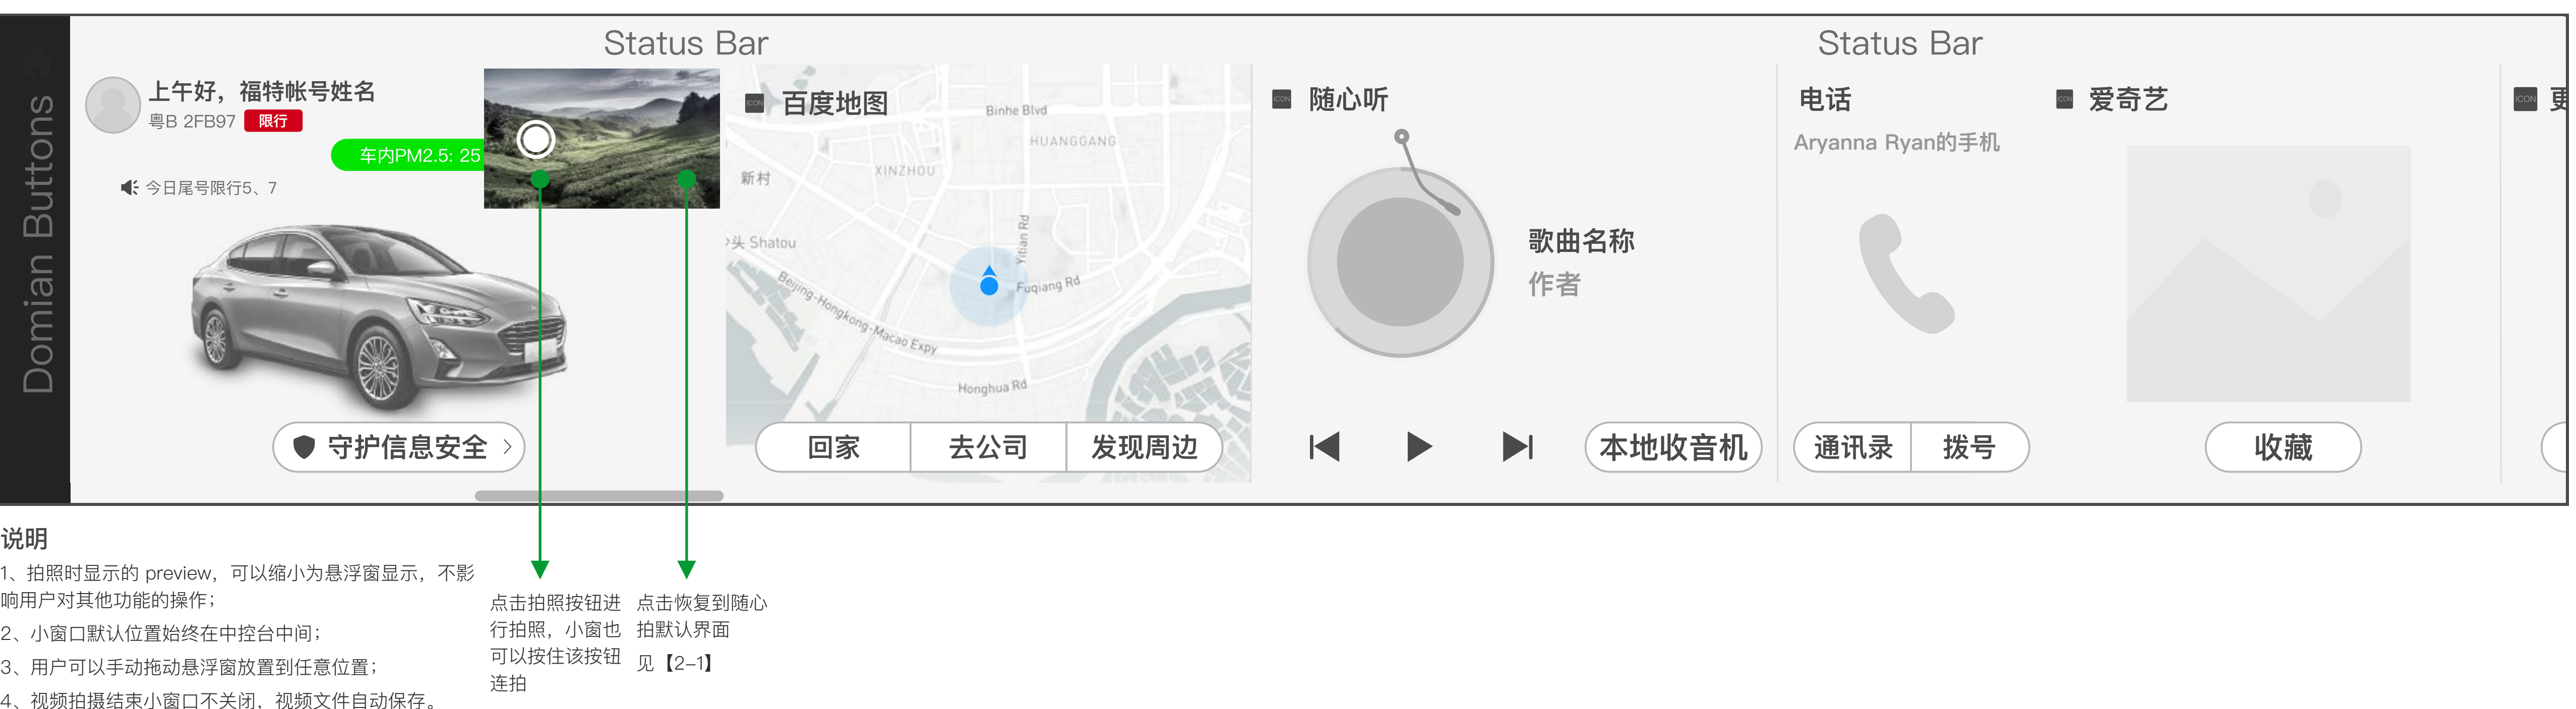 Status Bar
Status Bar
Domian Buttons
上午好，福特帐号姓名
粤B 2FB97
限行
车内PM2.5: 25
今日尾号限行5、7
守护信息安全
ICON
百度地图
Binhe Blvd
HUANGGANG
XINZHOU
新村
头 Shatou
Yitian Rd
Fuqiang Rd
Beijing-Hongkong-Macao Expy
Honghua Rd
回家
去公司
发现周边
ICON
随心听
歌曲名称
作者
本地收音机
电话
Aryanna Ryan的手机
通讯录
拨号
ICON
爱奇艺
收藏
ICON
说明
1、拍照时显示的 preview，可以缩小为悬浮窗显示，不影
响用户对其他功能的操作；
2、小窗口默认位置始终在中控台中间；
3、用户可以手动拖动悬浮窗放置到任意位置；
4、视频拍摄结束小窗口不关闭，视频文件自动保存。
点击拍照按钮进
行拍照，小窗也
可以按住该按钮
连拍
点击恢复到随心
拍默认界面
见【2-1】